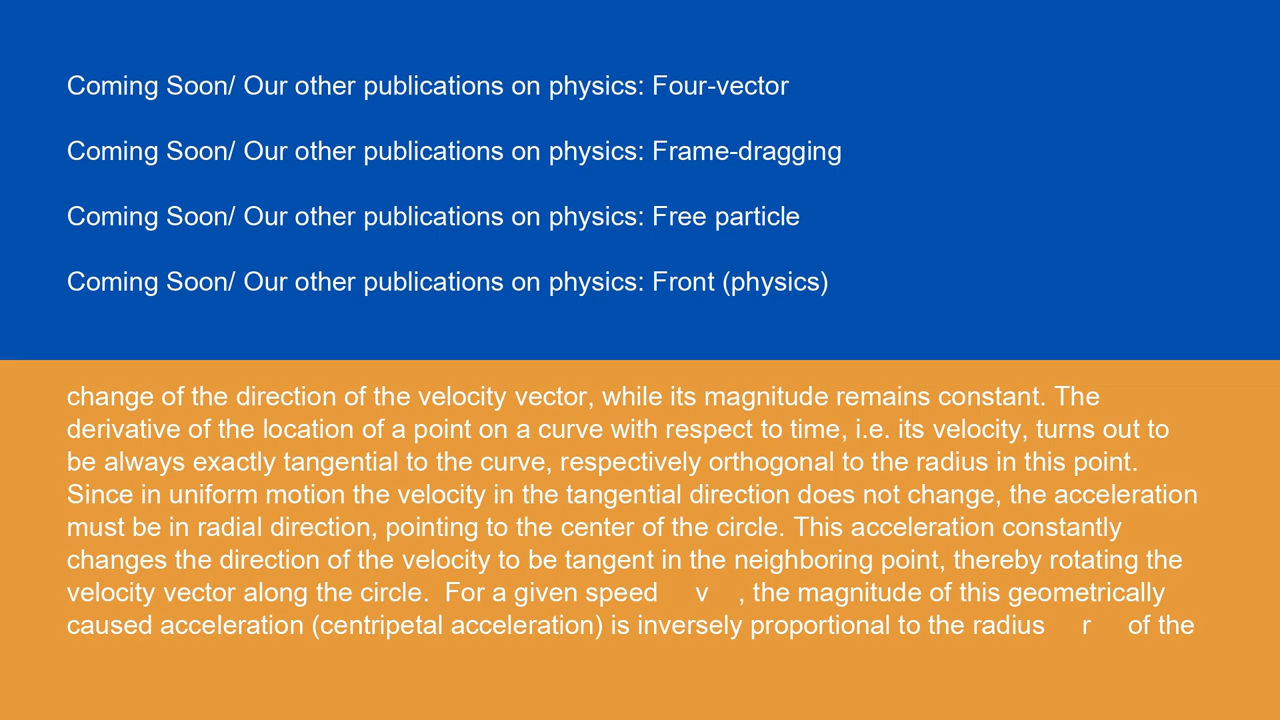 Coming Soon/ Our other publications on physics: Four-vector
Coming Soon/ Our other publications on physics: Frame-dragging
Coming Soon/ Our other publications on physics: Free particle
Coming Soon/ Our other publications on physics: Front (physics)
change of the direction of the velocity vector, while its magnitude remains constant. The
derivative of the location of a point on a curve with respect to time, i.e. its velocity, turns out to
be always exactly tangential to the curve, respectively orthogonal to the radius in this point.
Since in uniform motion the velocity in the tangential direction does not change, the acceleration
must be in radial direction, pointing to the center of the circle. This acceleration constantly
changes the direction of the velocity to be tangent in the neighboring point, thereby rotating the
velocity vector along the circle.  For a given speed     v    , the magnitude of this geometrically
caused acceleration (centripetal acceleration) is inversely proportional to the radius     r     of the